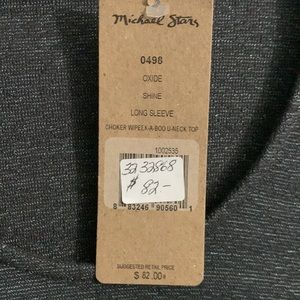 Michael Stars
0498
OXIDE
SHINE
LONG SLEEVE
CHOKER W/PEEK-A-BOO U-NECK TOP
1002535
3232868
$ 82-
8 83246 90560 1
SUGGESTED RETAIL PRICE
$ 82.00